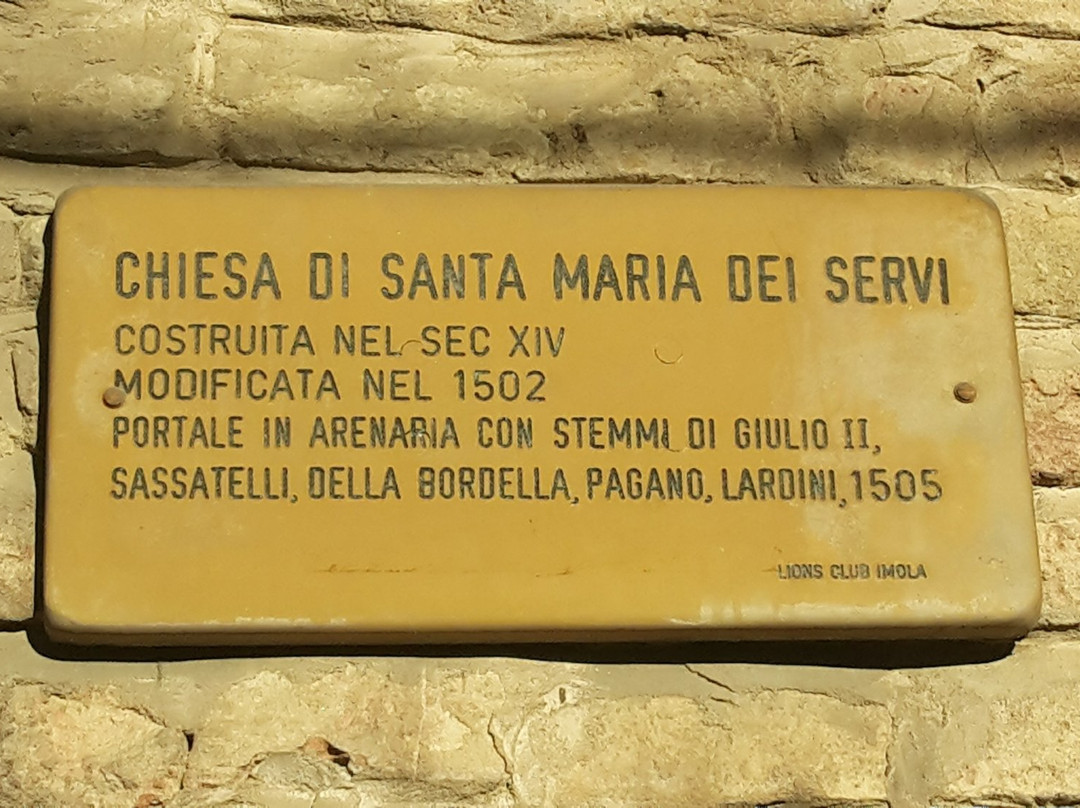 CHIESA DI SANTA MARIA DEI SERVI
COSTRUITA NEL SEC XIV
MODIFICATA NEL 1502
PORTALE IN ARENARIA CON STEMMI DI GIULIO II,
SASSATELLI, DELLA BORDELLA, PAGANO, LARDINI, 1505
LIONS CLUB IMOLA